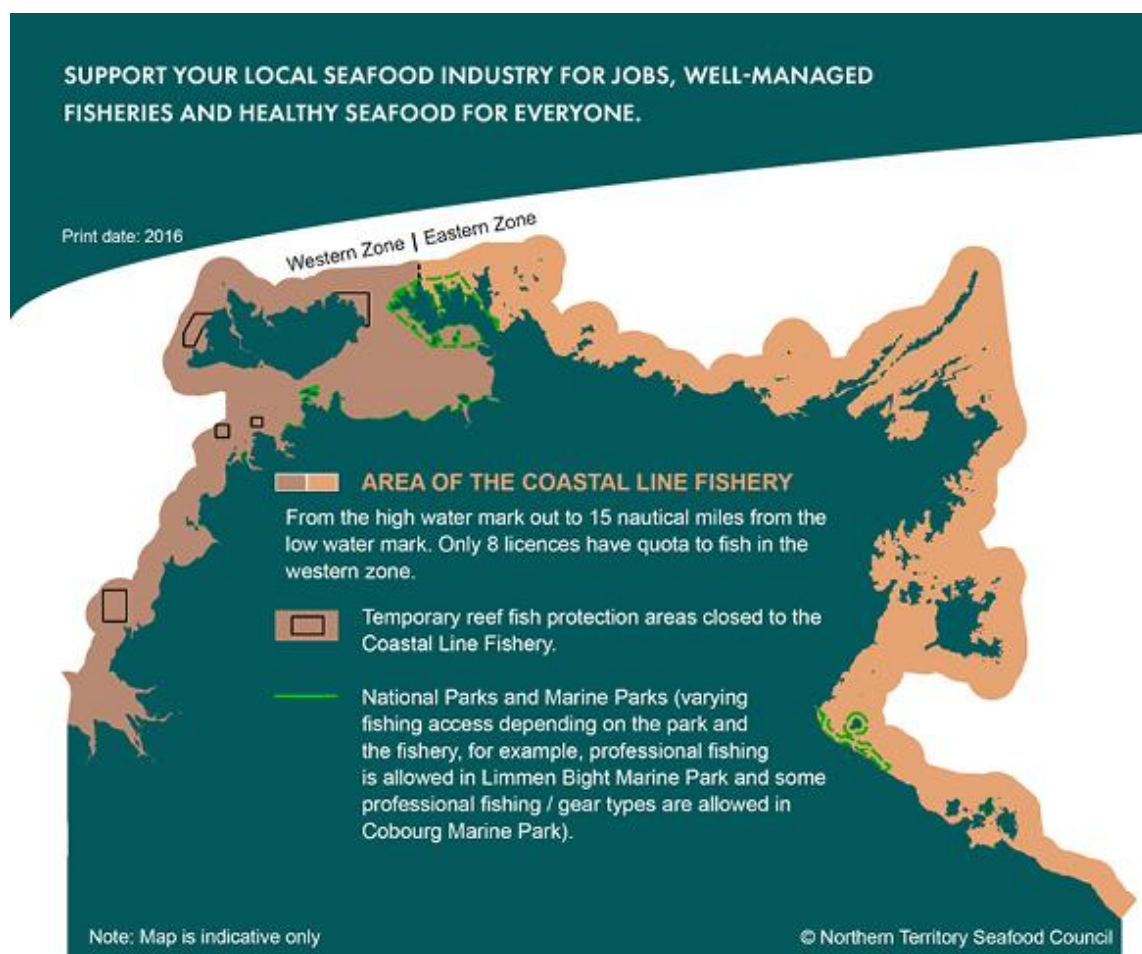 SUPPORT YOUR LOCAL SEAFOOD INDUSTRY FOR JOBS, WELL-MANAGED
FISHERIES AND HEALTHY SEAFOOD FOR EVERYONE.
Print date: 2016
Western Zone | Eastern Zone
AREA OF THE COASTAL LINE FISHERY
From the high water mark out to 15 nautical miles from the
low water mark. Only 8 licences have quota to fish in the
western zone.
Temporary reef fish protection areas closed to the
Coastal Line Fishery.
National Parks and Marine Parks (varying
fishing access depending on the park and
the fishery, for example, professional fishing
is allowed in Limmen Bight Marine Park and some
professional fishing / gear types are allowed in
Cobourg Marine Park).
Note: Map is indicative only
© Northern Territory Seafood Council